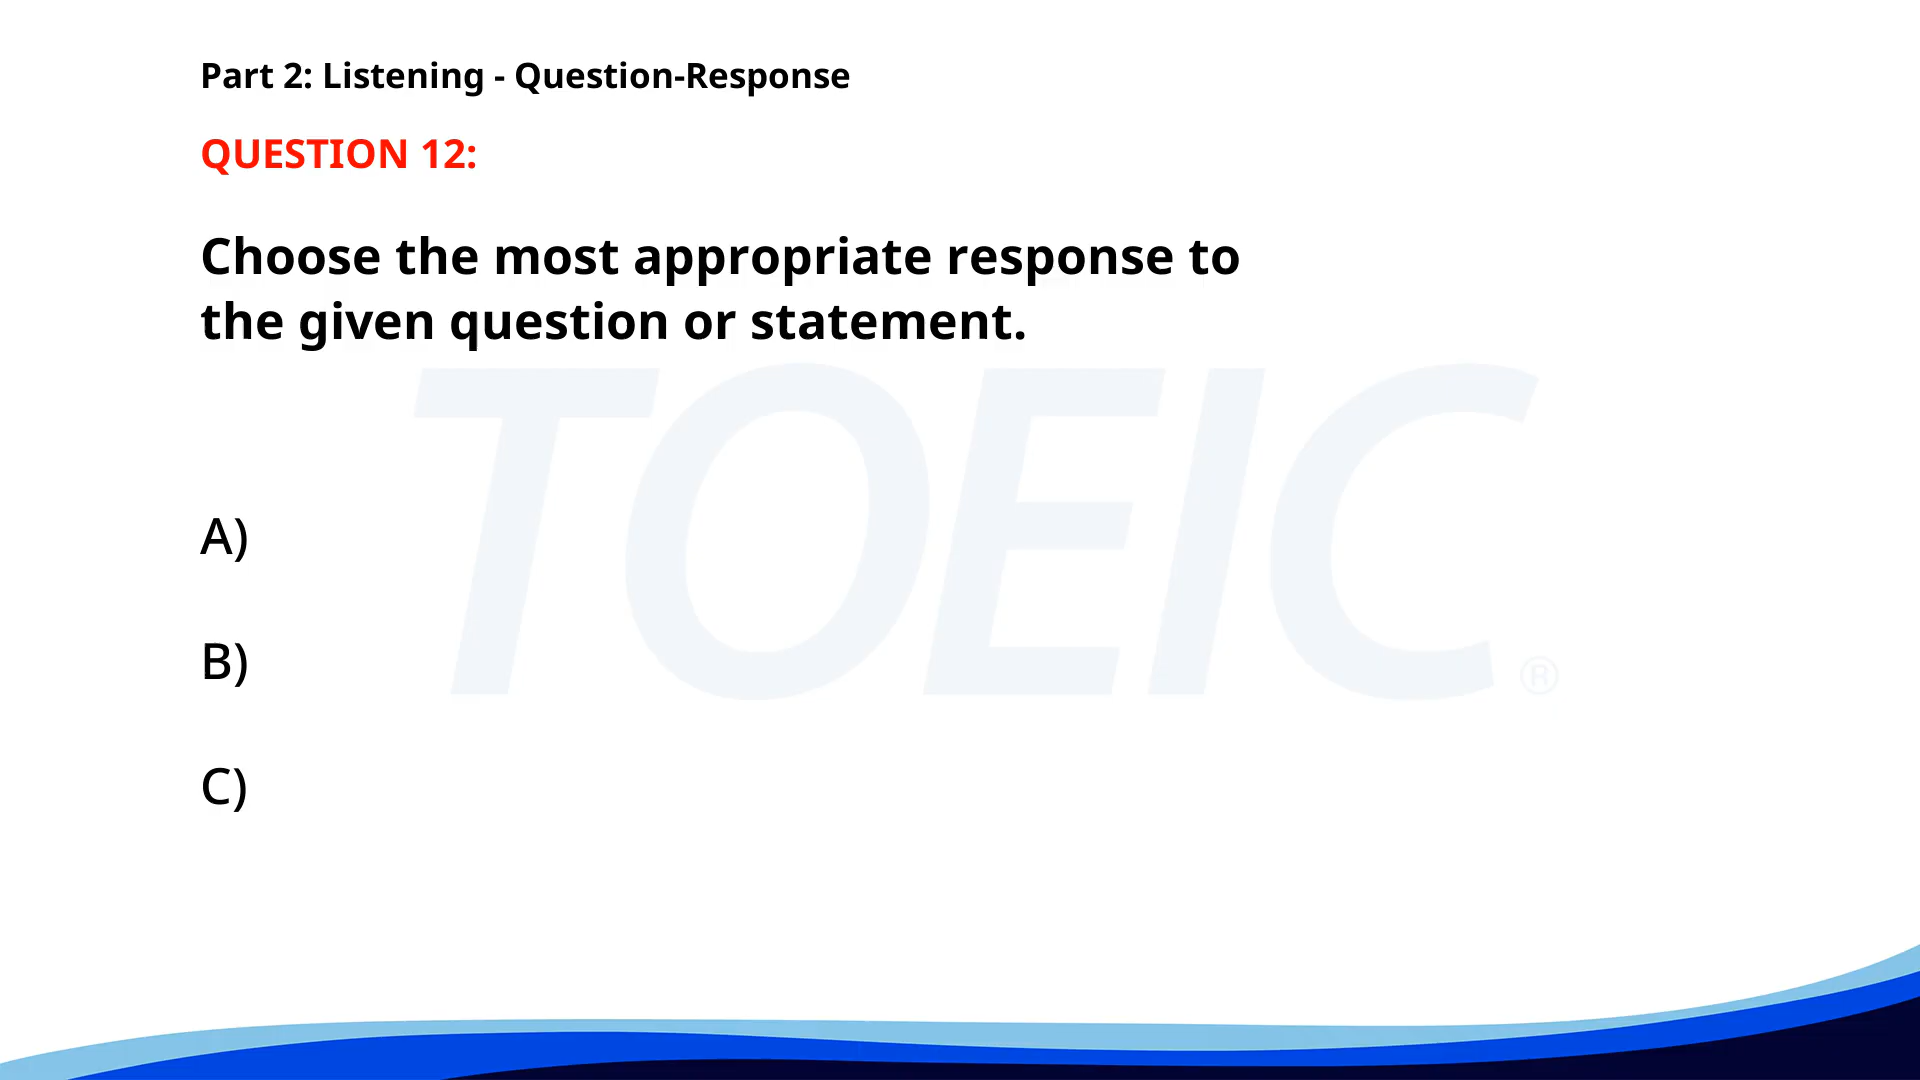 Part 2: Listening - Question-Response
QUESTION 12:
Choose the most appropriate response to
the given question or statement.
TOEIC®
A)
B)
C)